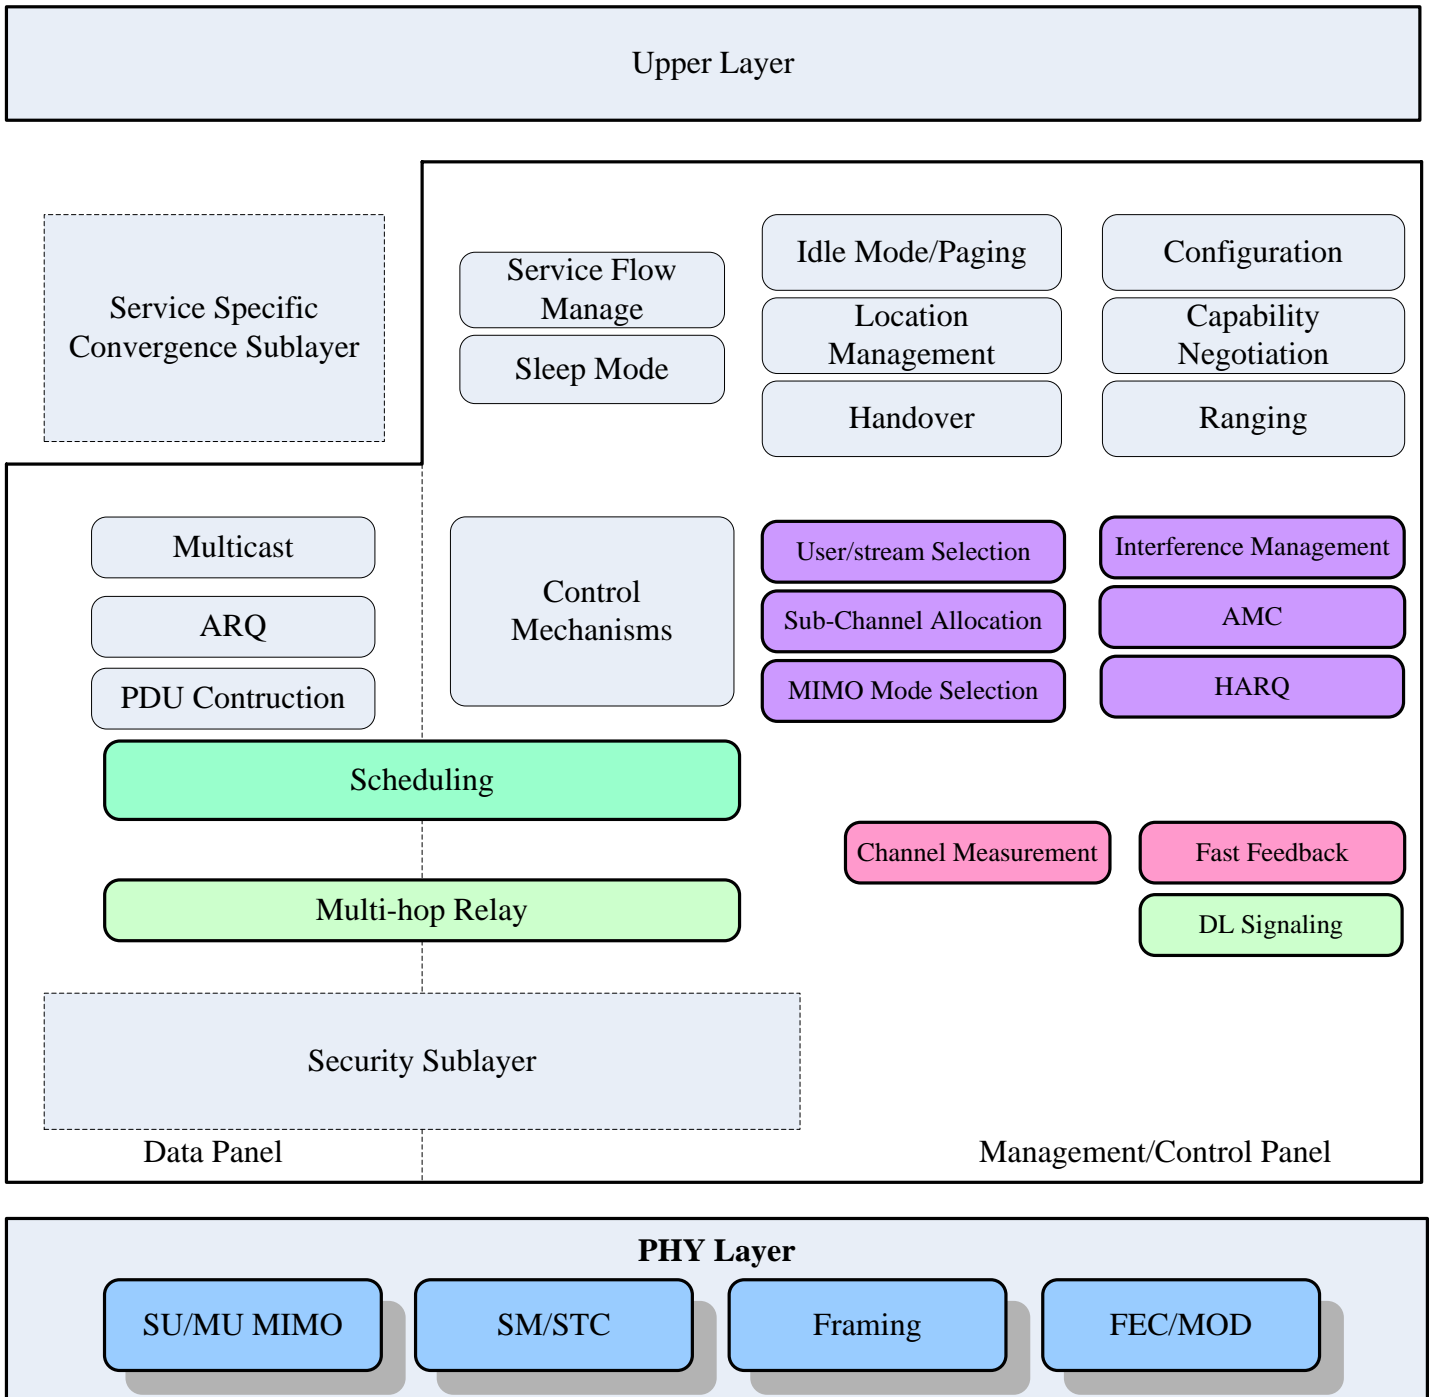 Upper Layer
Service Specific
Convergence Sublayer
Service Flow
Manage
Sleep Mode
Idle Mode/Paging
Location
Management
Handover
Configuration
Capability
Negotiation
Ranging
Multicast
ARQ
PDU Contruction
Control
Mechanisms
User/stream Selection
Sub-Channel Allocation
MIMO Mode Selection
Interference Management
AMC
HARQ
Scheduling
Channel Measurement
Fast Feedback
Multi-hop Relay
DL Signaling
Security Sublayer
Data Panel
Management/Control Panel
PHY Layer
SU/MU MIMO
SM/STC
Framing
FEC/MOD